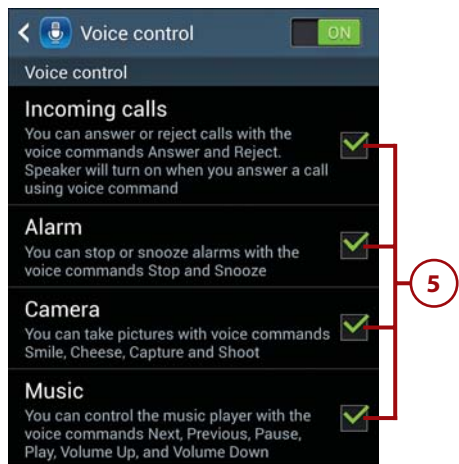 Voice control ON
Voice control
Incoming calls
You can answer or reject calls with the
voice commands Answer and Reject.
Speaker will turn on when you answer a call
using voice command
Alarm
You can stop or snooze alarms with the
voice commands Stop and Snooze
Camera
You can take pictures with voice commands
Smile, Cheese, Capture and Shoot
Music
You can control the music player with the
voice commands Next, Previous, Pause,
Play, Volume Up, and Volume Down
5